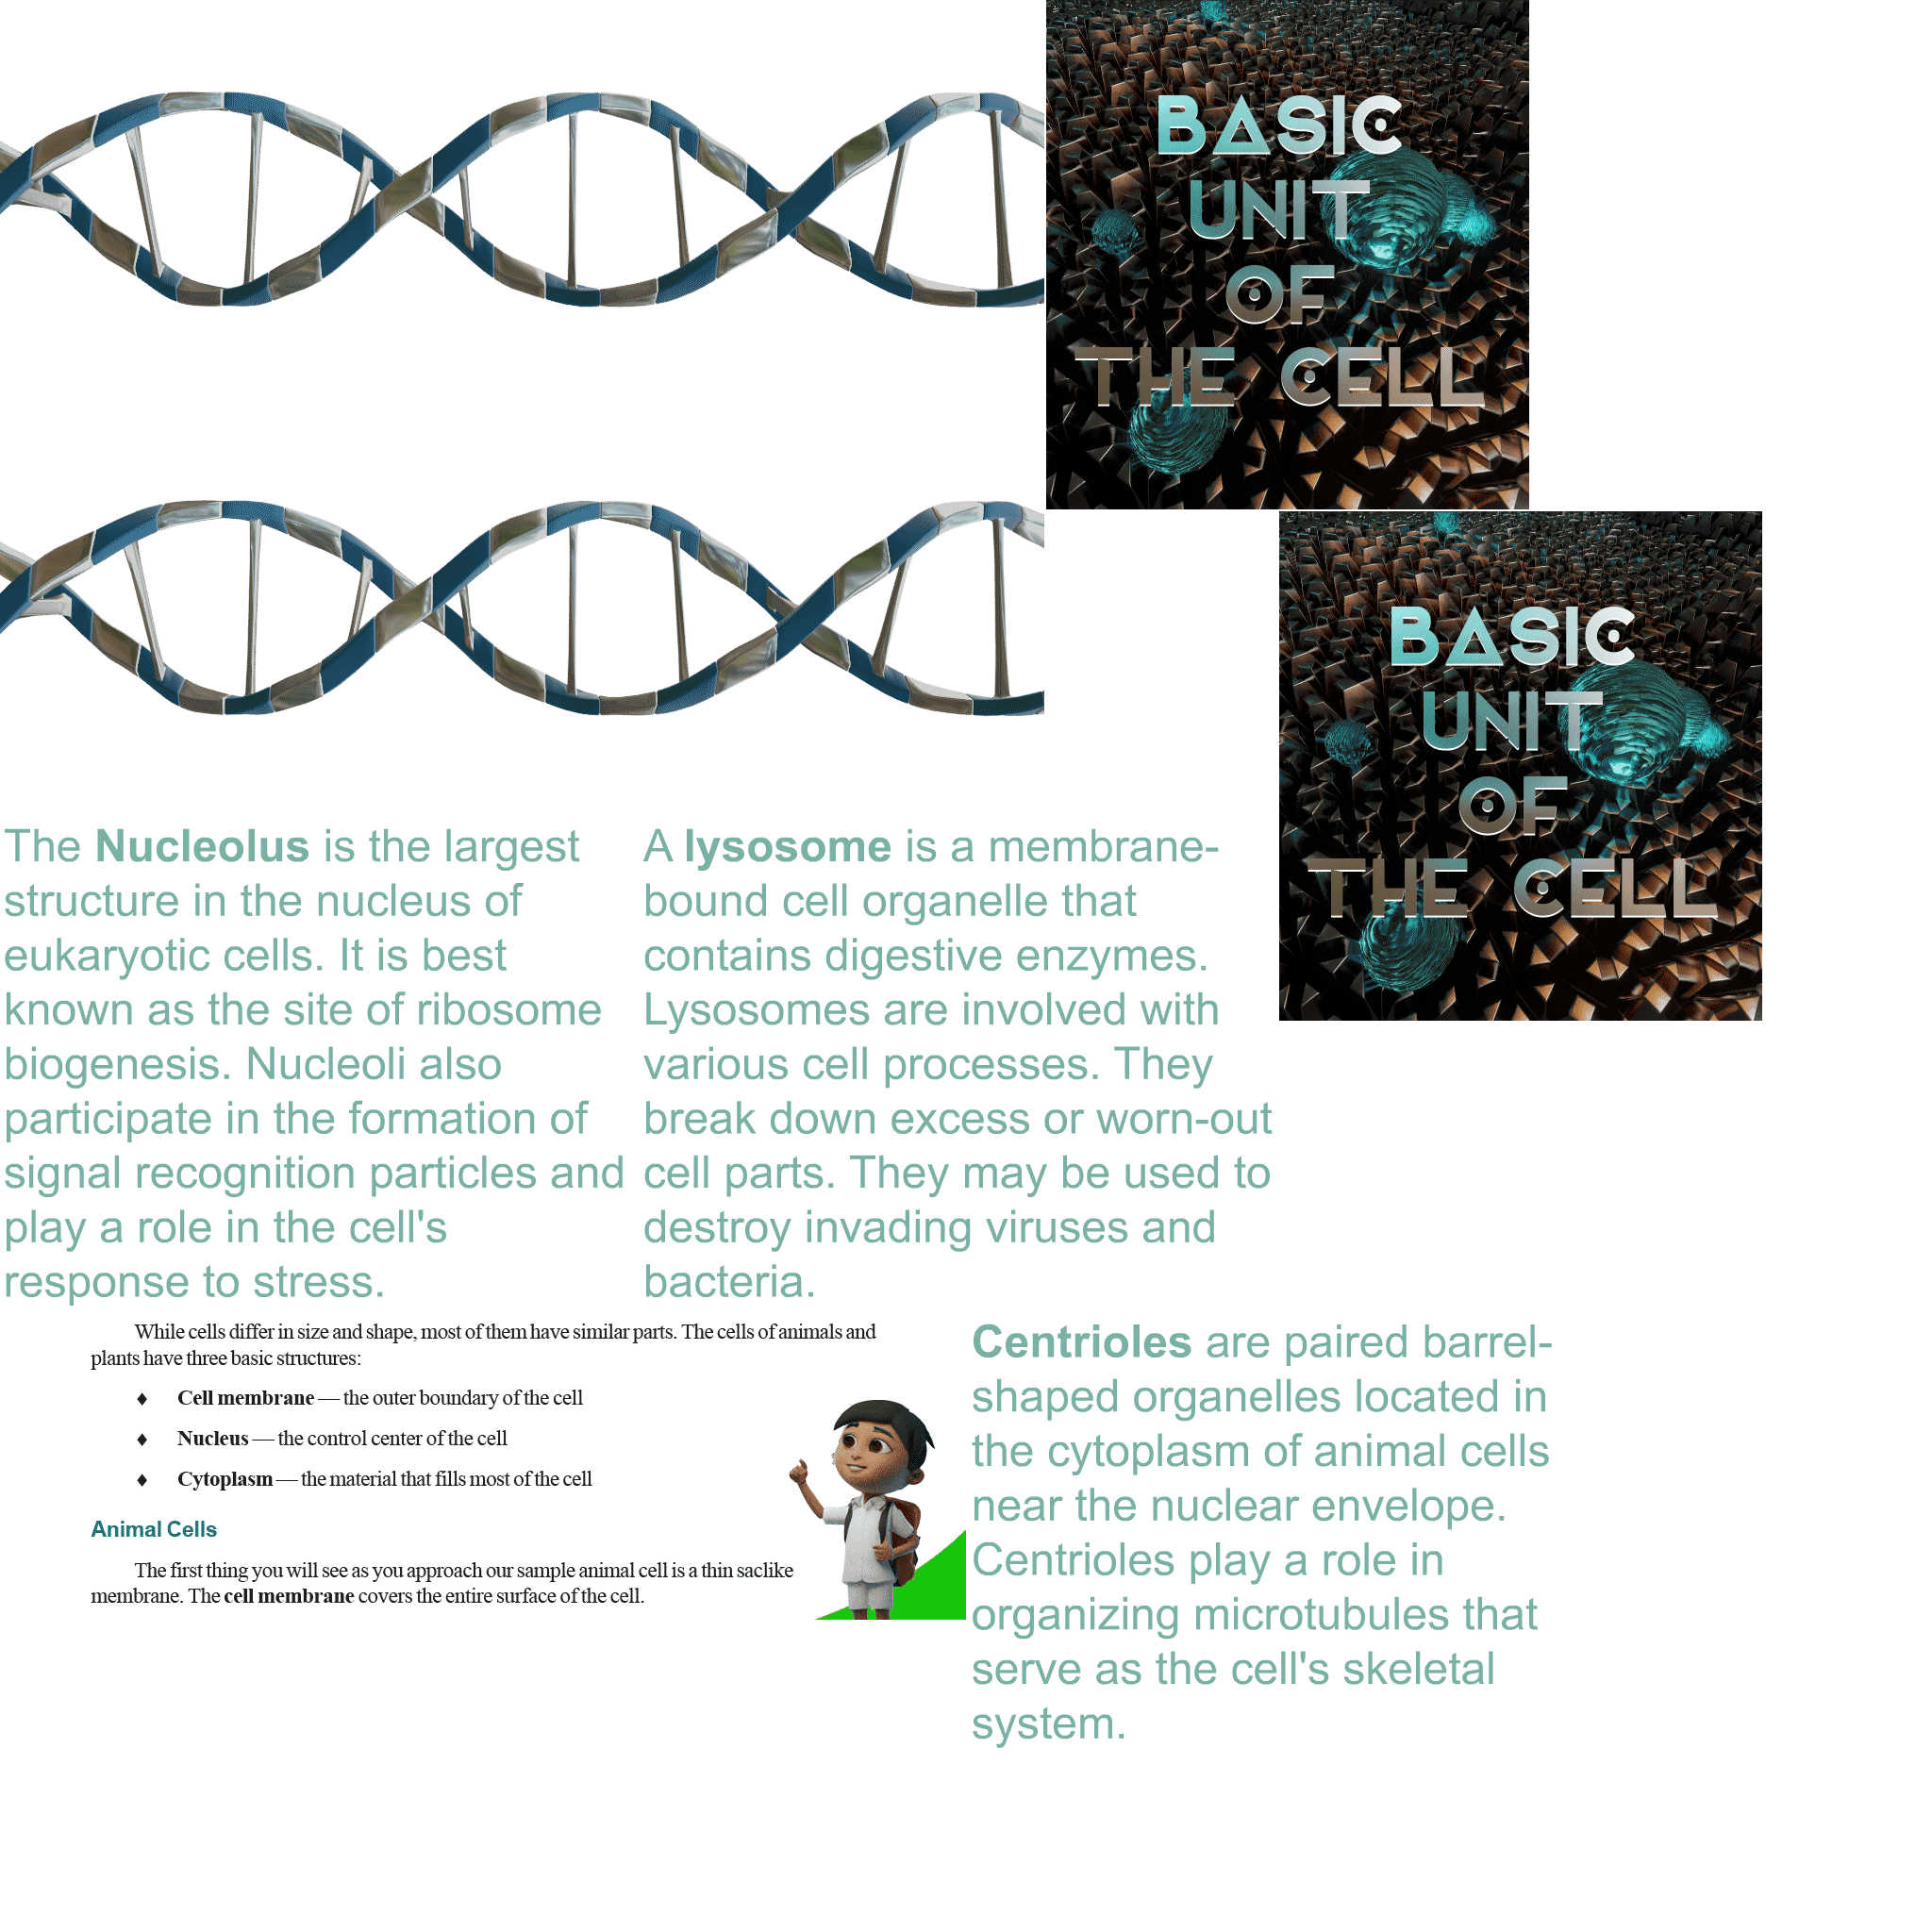 BASIC
UNIT
OF
THE CELL
BASIC
UNIT
OF
THE CELL
The Nucleolus is the largest
structure in the nucleus of
eukaryotic cells. It is best
known as the site of ribosome
biogenesis. Nucleoli also
participate in the formation of
signal recognition particles and
play a role in the cell's
response to stress.
A lysosome is a membrane-
bound cell organelle that
contains digestive enzymes.
Lysosomes are involved with
various cell processes. They
break down excess or worn-out
cell parts. They may be used to
destroy invading viruses and
bacteria.
While cells differ in size and shape, most of them have similar parts. The cells of animals and
plants have three basic structures:
♦ Cell membrane — the outer boundary of the cell
♦ Nucleus — the control center of the cell
♦ Cytoplasm — the material that fills most of the cell
Animal Cells
The first thing you will see as you approach our sample animal cell is a thin saclike
membrane. The cell membrane covers the entire surface of the cell.
Centrioles are paired barrel-
shaped organelles located in
the cytoplasm of animal cells
near the nuclear envelope.
Centrioles play a role in
organizing microtubules that
serve as the cell's skeletal
system.